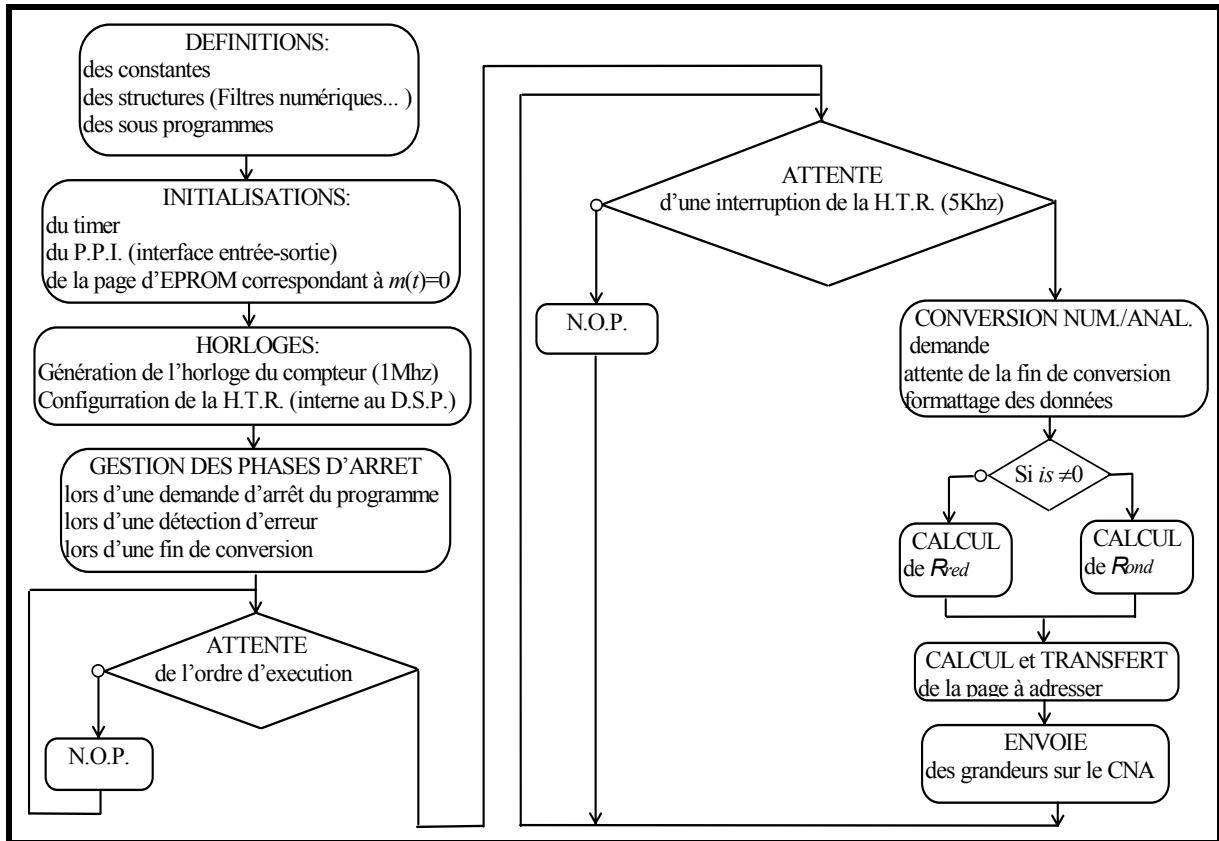 DEFINITIONS:
des constantes
des structures (Filtres numériques... )
des sous programmes
INITIALISATIONS:
du timer
du P.P.I. (interface entrée-sortie)
de la page d'EPROM correspondant à m(t)=0
HORLOGES:
Génération de l'horloge du compteur (1Mhz)
Configurration de la H.T.R. (interne au D.S.P.)
GESTION DES PHASES D'ARRET
lors d'une demande d'arrêt du programme
lors d'une détection d'erreur
lors d'une fin de conversion
ATTENTE
de l'ordre d'execution
N.O.P.
ATTENTE
d'une interruption de la H.T.R. (5Khz)
N.O.P.
CONVERSION NUM./ANAL.
demande
attente de la fin de conversion
formattage des données
Si is ≠0
CALCUL
de Rred
CALCUL
de Rond
CALCUL et TRANSFERT
de la page à adresser
ENVOIE
des grandeurs sur le CNA